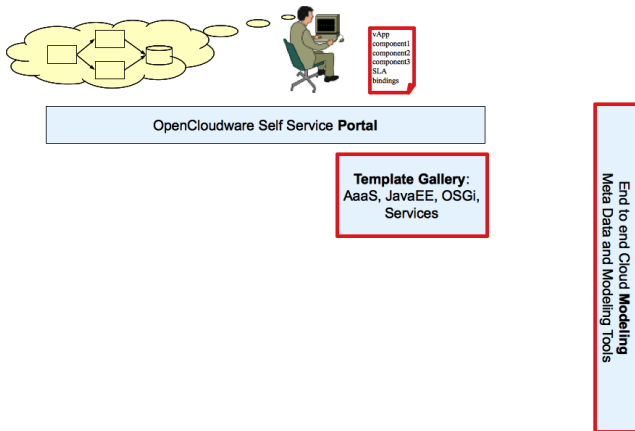 vApp
component1
component2
component3
SLA
bindings
OpenCloudware Self Service Portal
Template Gallery:
AaaS, JavaEE, OSGi,
Services
End to end Cloud Modeling
Meta Data and Modeling Tools